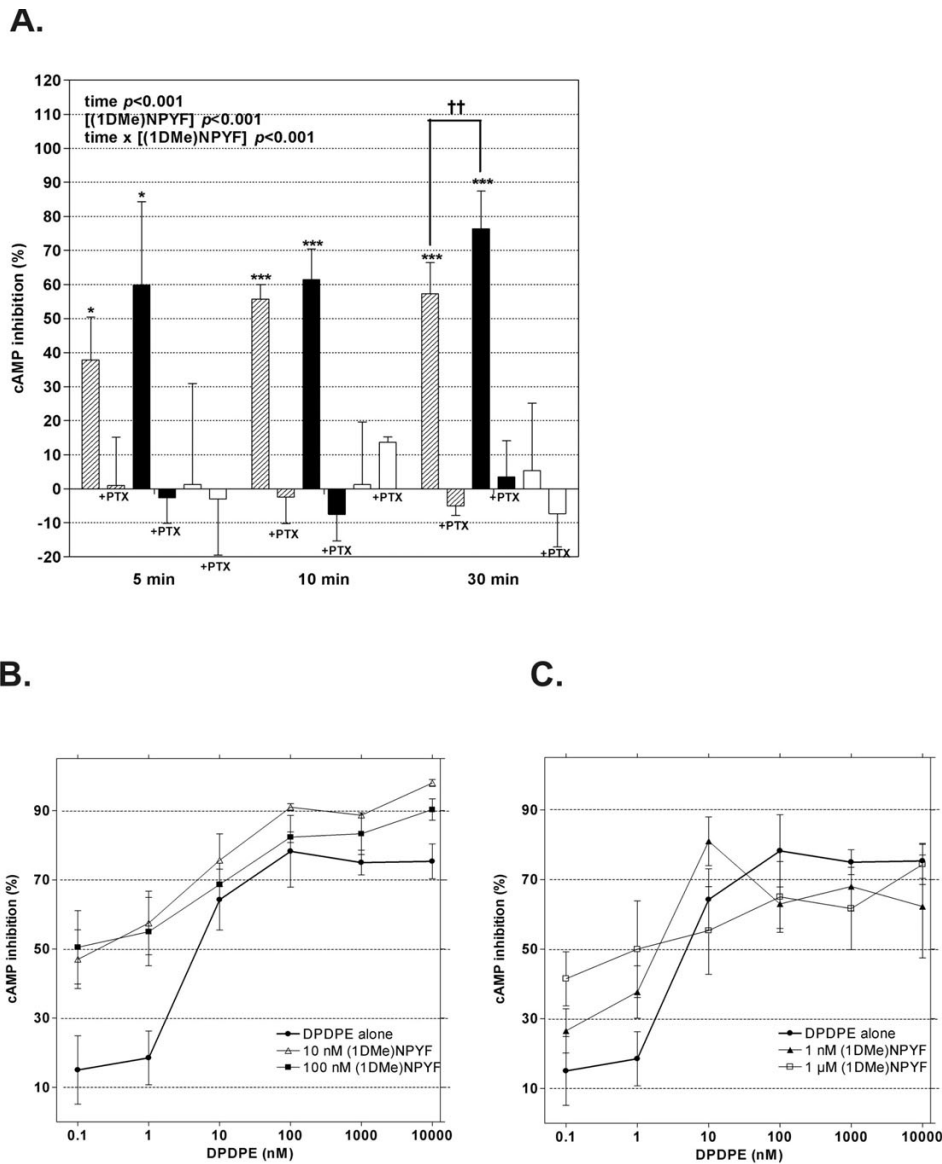 A.
120
110
100
90
80
70
60
50
40
30
20
10
0
-10
-20
cAMP inhibition (%)
time p<0.001
[(1DMe)NPYF] p<0.001
time x [(1DMe)NPYF] p<0.001
††
* * *** *** *** ***
+PTX +PTX +PTX
+PTX +PTX +PTX
+PTX +PTX +PTX
5 min 10 min 30 min
B.
90
70
50
30
10
cAMP inhibition (%)
DPDPE alone
10 nM (1DMe)NPYF
100 nM (1DMe)NPYF
0.1 1 10 100 1000 10000
DPDPE (nM)
C.
90
70
50
30
10
cAMP inhibition (%)
DPDPE alone
1 nM (1DMe)NPYF
1 µM (1DMe)NPYF
0.1 1 10 100 1000 10000
DPDPE (nM)